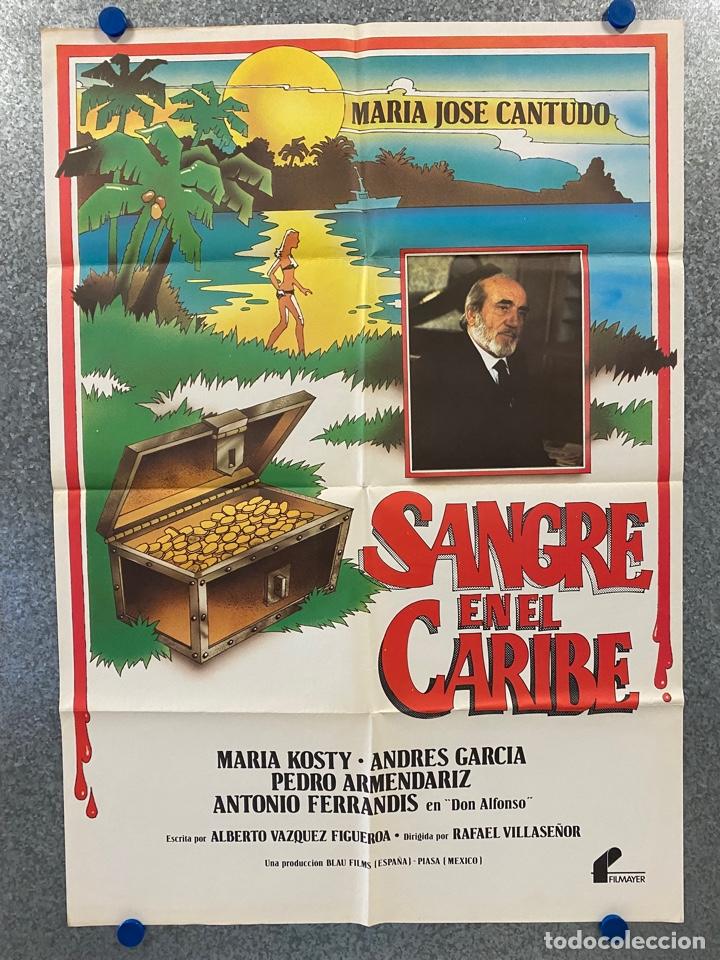 MARIA JOSE CANTUDO
SANGRE
EN EL
CARIBE
MARIA KOSTY • ANDRES GARCIA
PEDRO ARMENDARIZ
ANTONIO FERRANDIS en "Don Alfonso"
Escrita por ALBERTO VAZQUEZ FIGUEROA • Dirigida por RAFAEL VILLASEÑOR
Una produccion BLAU FILMS (ESPAÑA) - PIASA (MEXICO)
FILMAYER
todocoleccion